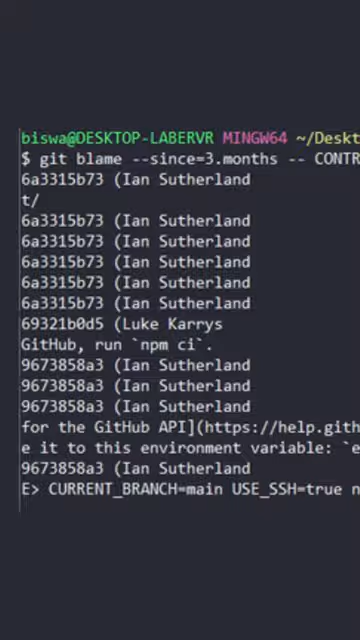 biswa@DESKTOP-LABERVR MINGW64 ~/Deskt
$ git blame --since=3.months -- CONTR
6a3315b73 (Ian Sutherland
t/
6a3315b73 (Ian Sutherland
6a3315b73 (Ian Sutherland
6a3315b73 (Ian Sutherland
6a3315b73 (Ian Sutherland
6a3315b73 (Ian Sutherland
69321b0d5 (Luke Karrys
GitHub, run `npm ci`.
9673858a3 (Ian Sutherland
9673858a3 (Ian Sutherland
9673858a3 (Ian Sutherland
for the GitHub API](https://help.gith
e it to this environment variable: `e
9673858a3 (Ian Sutherland
E> CURRENT_BRANCH=main USE_SSH=true n